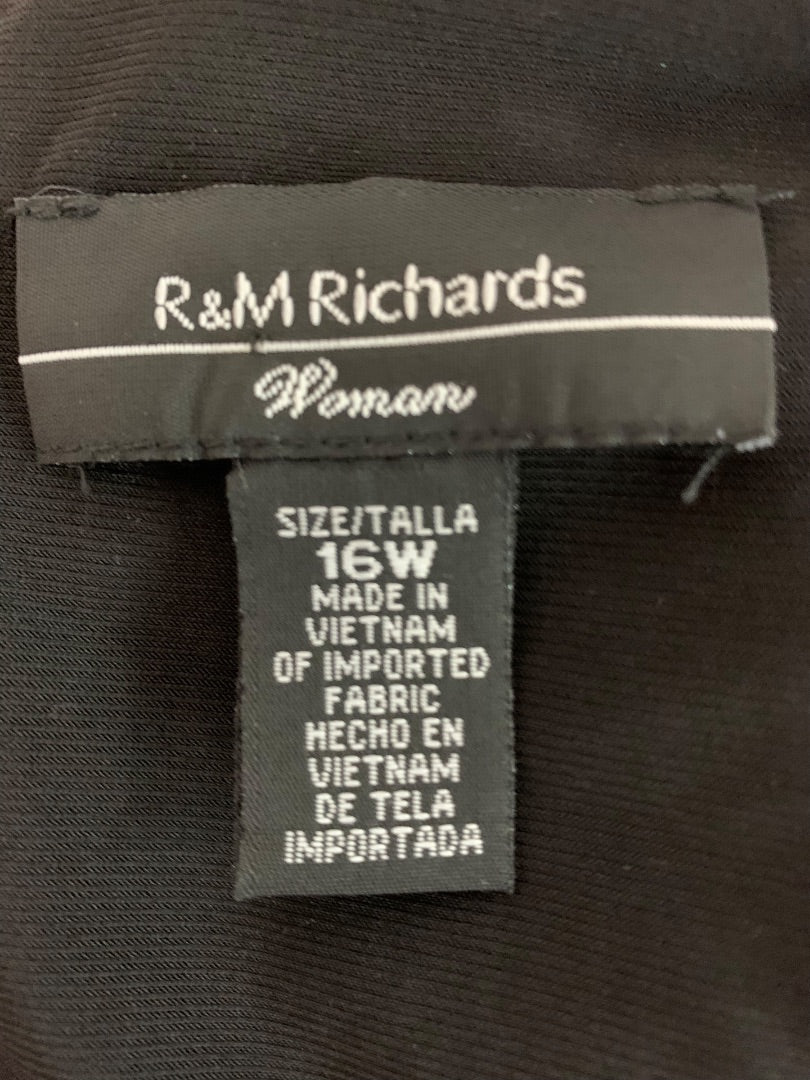 R&M Richards
Woman
SIZE/TALLA
16W
MADE IN
VIETNAM
OF IMPORTED
FABRIC
HECHO EN
VIETNAM
DE TELA
IMPORTADA